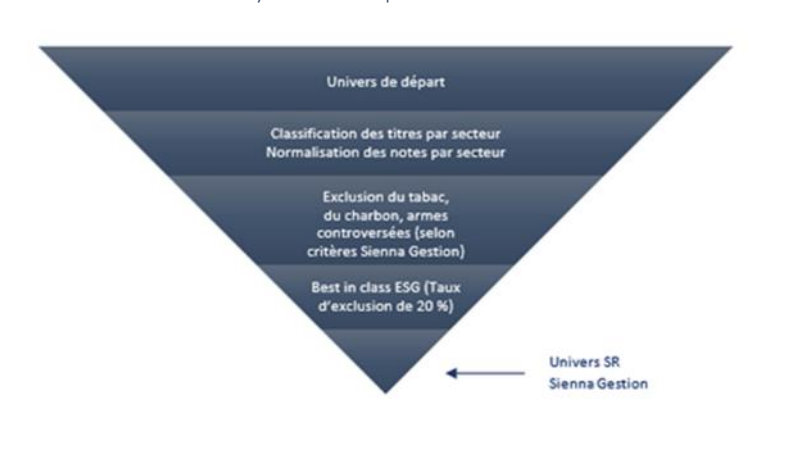 Univers de départ
Classification des titres par secteur
Normalisation des notes par secteur
Exclusion du tabac,
du charbon, armes
controversées (selon
critères Sienna Gestion)
Best in class ESG (Taux
d'exclusion de 20 %)
Univers SR
Sienna Gestion